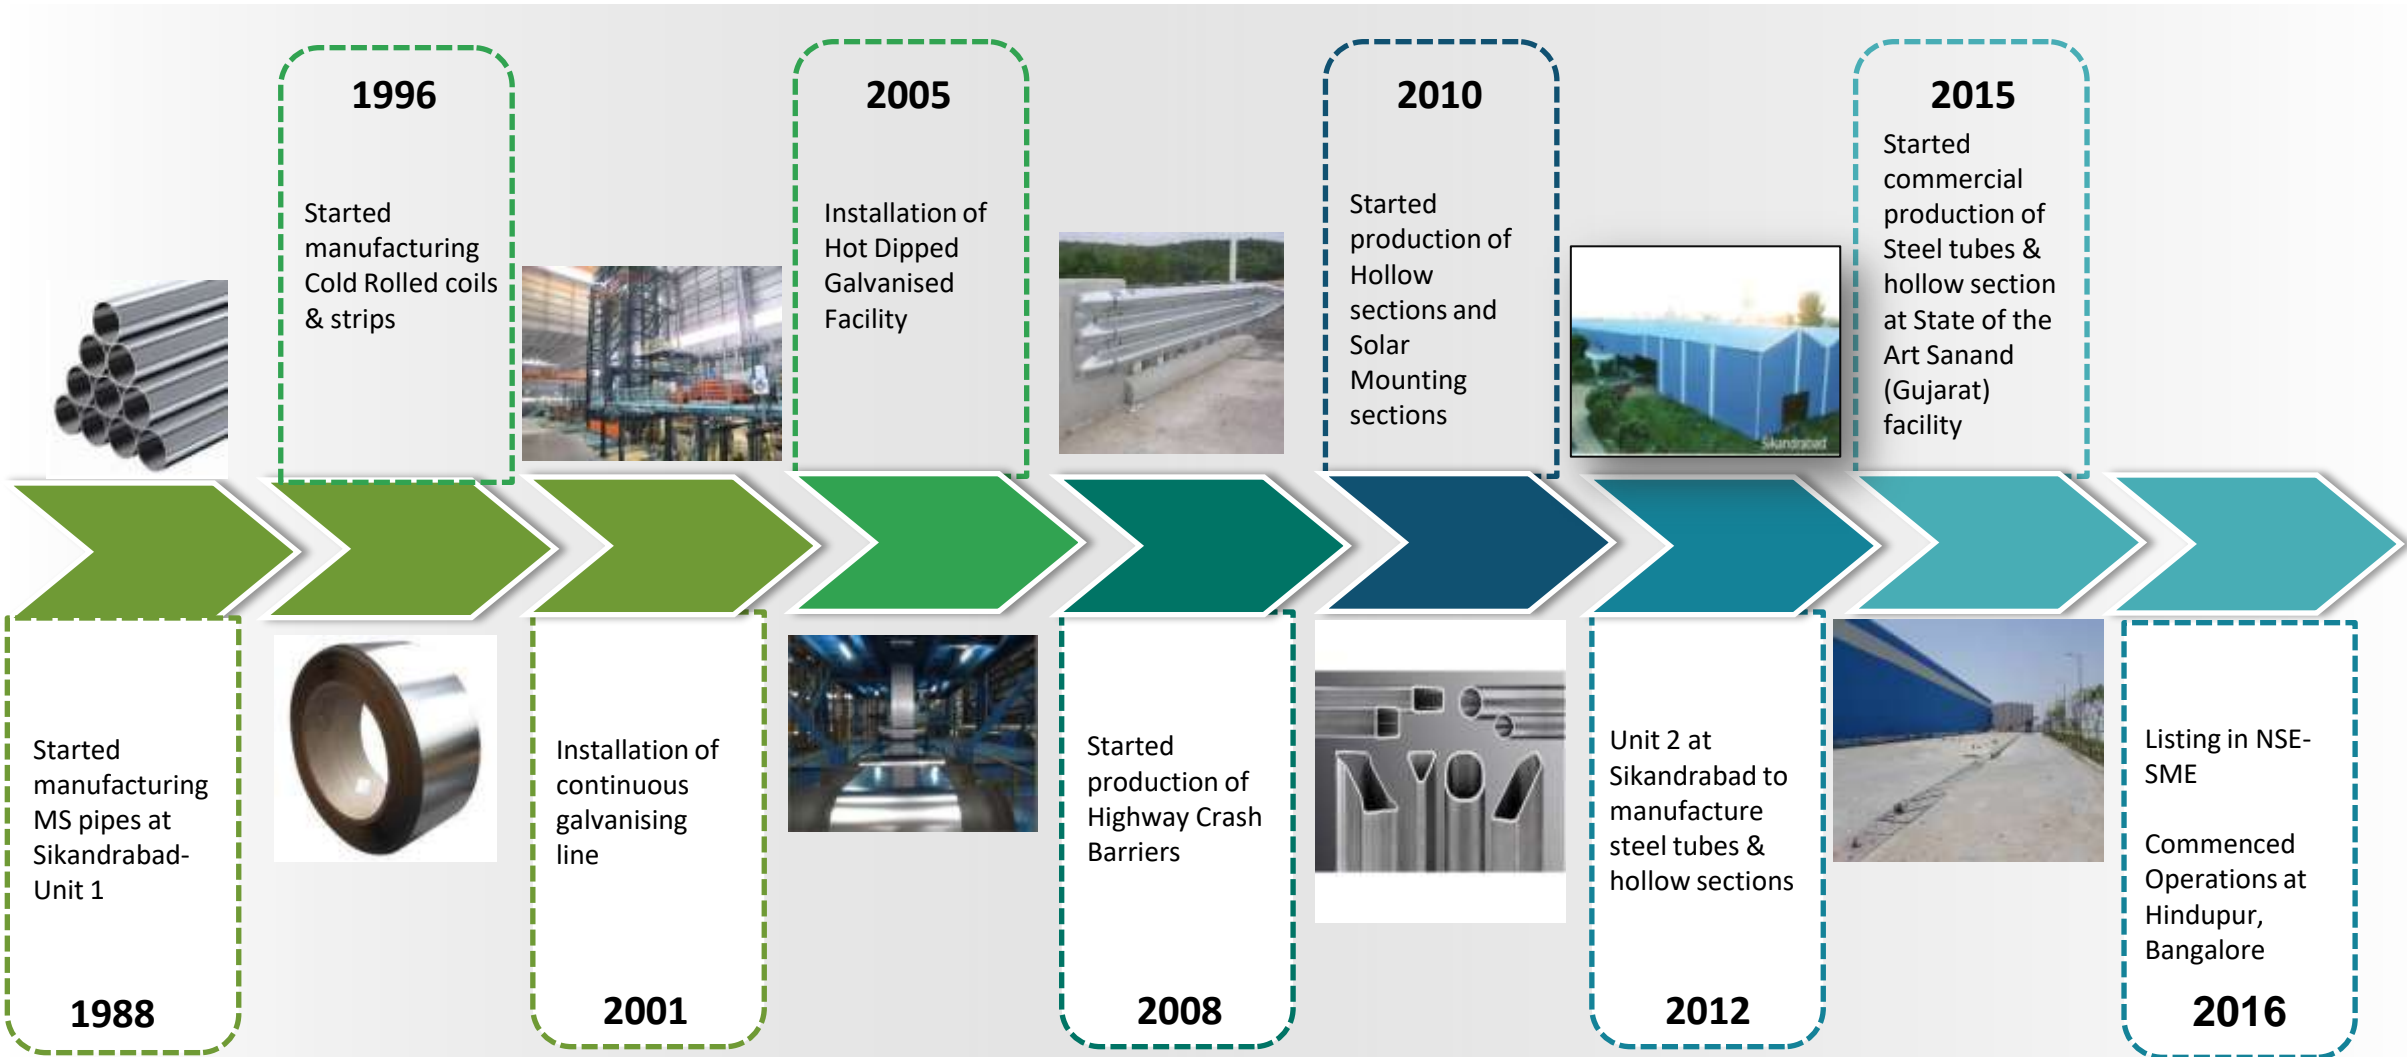 1996
Started
manufacturing
Cold Rolled coils
& strips
2005
Installation of
Hot Dipped
Galvanised
Facility
2010
Started
production of
Hollow
sections and
Solar
Mounting
sections
Sikandrabad
2015
Started
commercial
production of
Steel tubes &
hollow section
at State of the
Art Sanand
(Gujarat)
facility
Started
manufacturing
MS pipes at
Sikandrabad-
Unit 1
1988
Installation of
continuous
galvanising
line
2001
Started
production of
Highway Crash
Barriers
2008
Unit 2 at
Sikandrabad to
manufacture
steel tubes &
hollow sections
2012
Listing in NSE-
SME
Commenced
Operations at
Hindupur,
Bangalore
2016